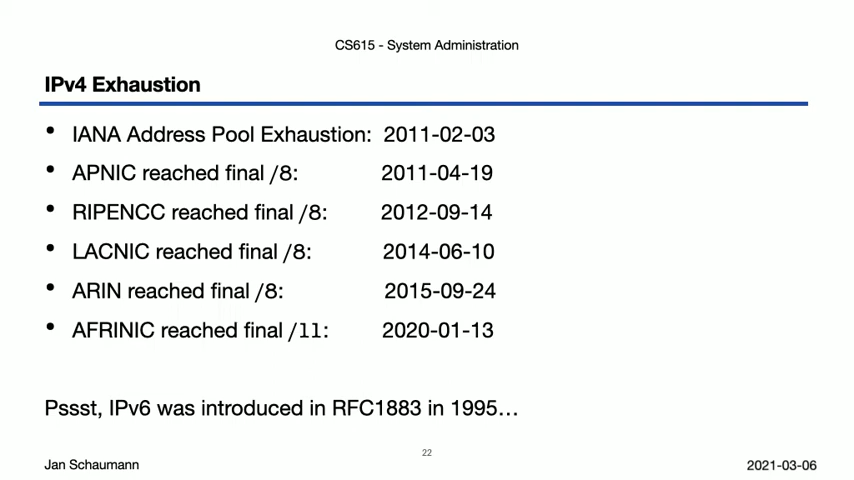 CS615 - System Administration
IPv4 Exhaustion
• IANA Address Pool Exhaustion: 2011-02-03
• APNIC reached final /8: 2011-04-19
• RIPENCC reached final /8: 2012-09-14
• LACNIC reached final /8: 2014-06-10
• ARIN reached final /8: 2015-09-24
• AFRINIC reached final /11: 2020-01-13
Pssst, IPv6 was introduced in RFC1883 in 1995...
22
Jan Schaumann 2021-03-06